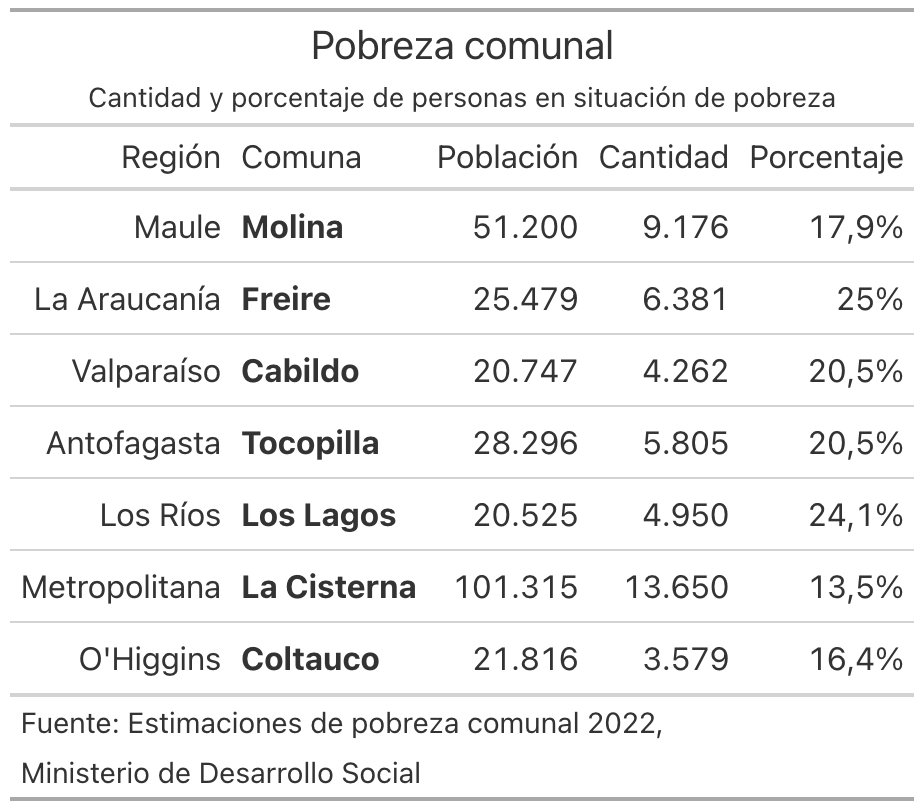 Pobreza comunal
Cantidad y porcentaje de personas en situación de pobreza
Región Comuna Población Cantidad Porcentaje
Maule Molina 51.200 9.176 17,9%
La Araucanía Freire 25.479 6.381 25%
Valparaíso Cabildo 20.747 4.262 20,5%
Antofagasta Tocopilla 28.296 5.805 20,5%
Los Ríos Los Lagos 20.525 4.950 24,1%
Metropolitana La Cisterna 101.315 13.650 13,5%
O'Higgins Coltauco 21.816 3.579 16,4%
Fuente: Estimaciones de pobreza comunal 2022,
Ministerio de Desarrollo Social